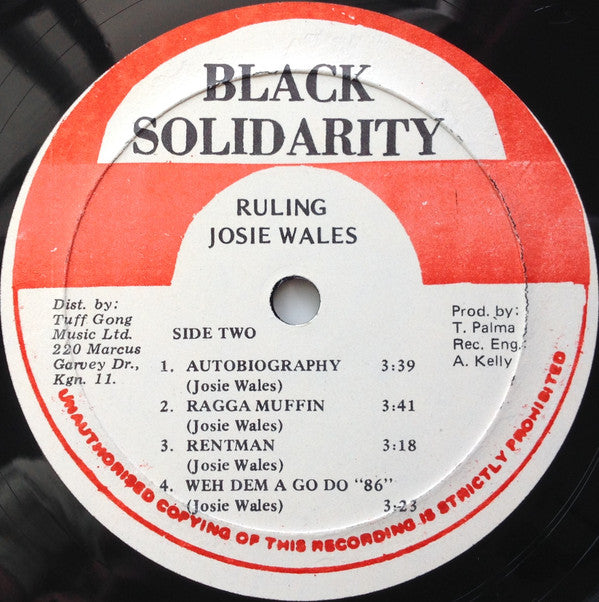 BLACK
SOLIDARITY
RULING
JOSIE WALES
Dist. by:
Tuff Gong
Music Ltd.
220 Marcus
Garvey Dr.,
Kgn. 11.
SIDE TWO
Prod. by:
T. Palma
Rec. Eng.
A. Kelly
1. AUTOBIOGRAPHY 3:39
(Josie Wales)
2. RAGGA MUFFIN 3:41
(Josie Wales)
3. RENTMAN 3:18
(Josie Wales)
4. WEH DEM A GO DO "86"
(Josie Wales) 3:23
UNAUTHORISED COPYING OF THIS RECORDING IS STRICTLY PROHIBITED